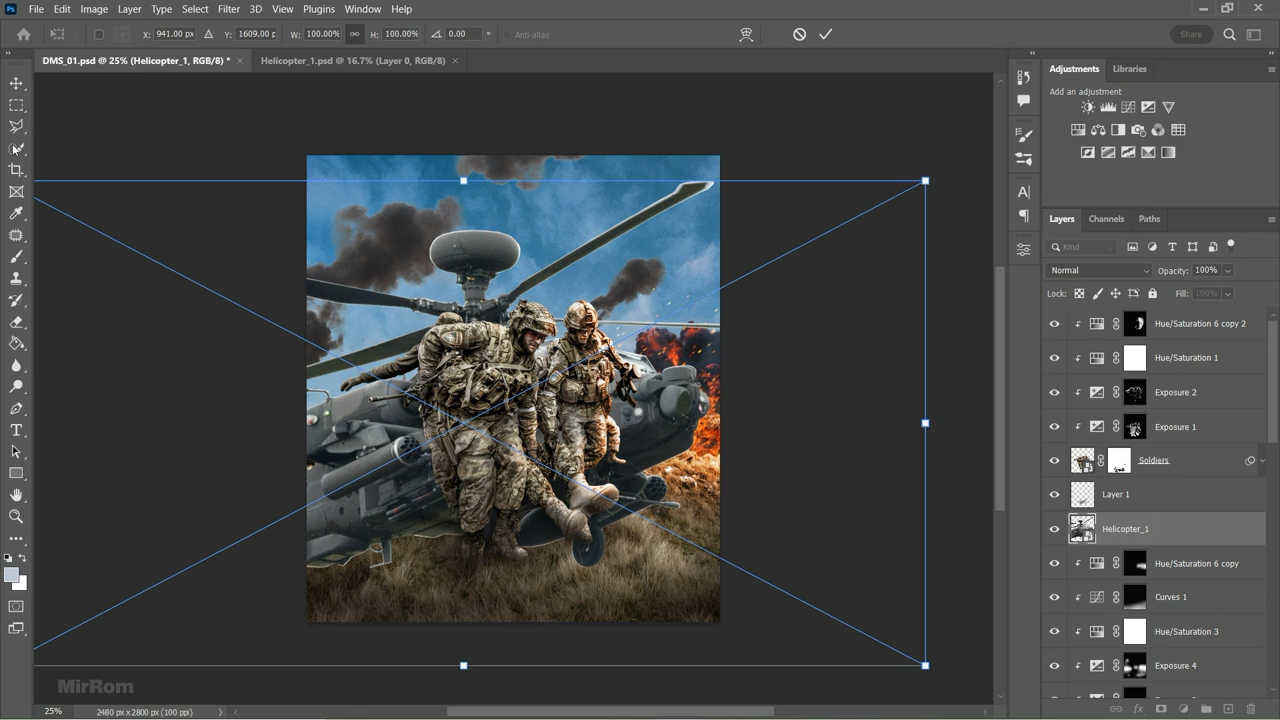 Ps File Edit Image Layer Type Select Filter 3D View Plugins Window Help
X: 941.00 px Y: 1609.00 p W: 100.00% H: 100.00% 0.00 ° Anti-alias Share
DMS_01.psd @ 25% (Helicopter_1, RGB/8) * × Helicopter_1.psd @ 16.7% (Layer 0, RGB/8) ×
Adjustments Libraries
Add an adjustment
Layers Channels Paths
Kind
Normal Opacity: 100%
Lock: Fill: 100%
Hue/Saturation 6 copy 2
Hue/Saturation 1
Exposure 2
Exposure 1
Soldiers
Layer 1
Helicopter_1
Hue/Saturation 6 copy
Curves 1
Hue/Saturation 3
Exposure 4
MirRom
25% 2480 px x 2800 px (100 ppi)